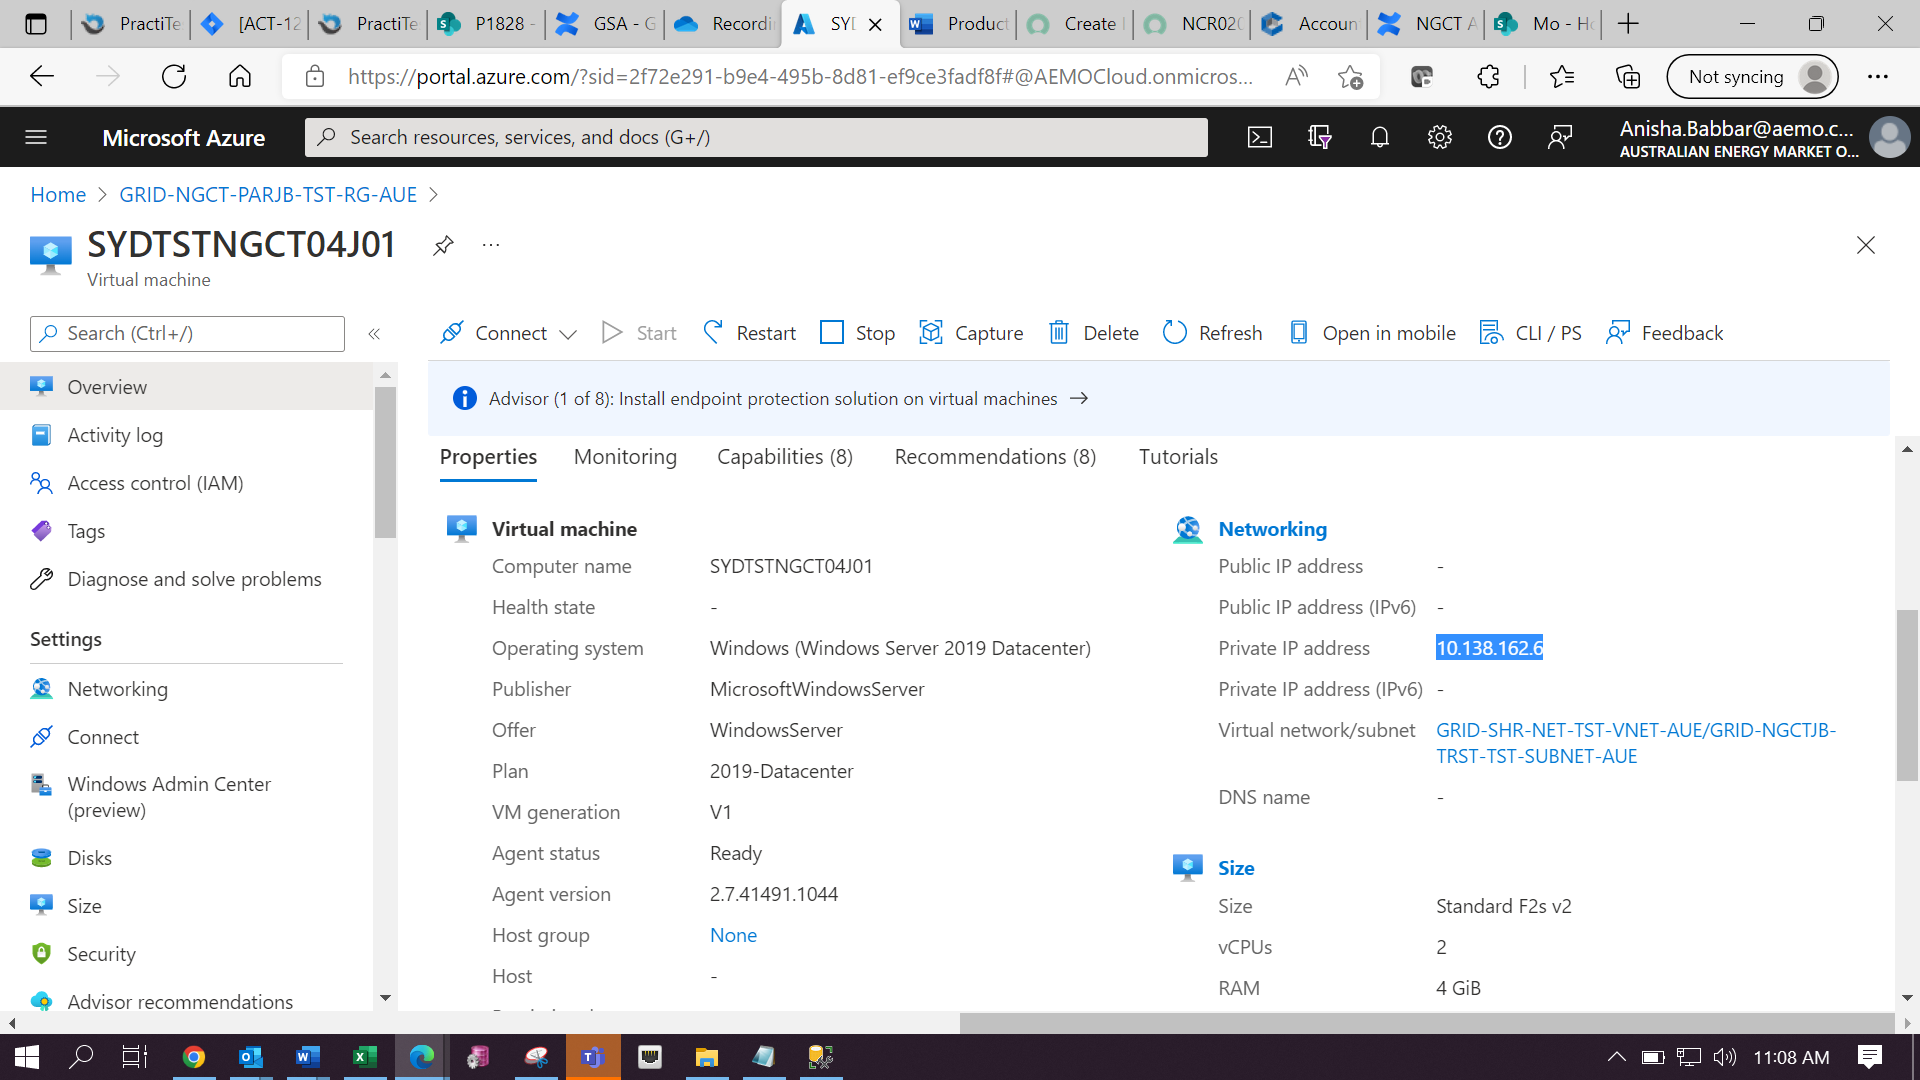 PractiTe
[ACT-12
PractiTe
P1828 -
GSA - G
Recordi
SYD
Product
Create
NCR020
Accoun
NGCT A
Mo - Ho
https://portal.azure.com/?sid=2f72e291-b9e4-495b-8d81-ef9ce3fadf8f#@AEMOCloud.onmicros...
Not syncing
Microsoft Azure
Search resources, services, and docs (G+/)
Anisha.Babbar@aemo.c...
AUSTRALIAN ENERGY MARKET O...
Home > GRID-NGCT-PARJB-TST-RG-AUE >
SYDTSTNGCT04J01
Virtual machine
Search (Ctrl+/)
Connect
Start
Restart
Stop
Capture
Delete
Refresh
Open in mobile
CLI / PS
Feedback
Overview
Activity log
Access control (IAM)
Tags
Diagnose and solve problems
Settings
Networking
Connect
Windows Admin Center
(preview)
Disks
Size
Security
Advisor recommendations
Advisor (1 of 8): Install endpoint protection solution on virtual machines →
Properties
Monitoring
Capabilities (8)
Recommendations (8)
Tutorials
Virtual machine
Computer name SYDTSTNGCT04J01
Health state -
Operating system Windows (Windows Server 2019 Datacenter)
Publisher MicrosoftWindowsServer
Offer WindowsServer
Plan 2019-Datacenter
VM generation V1
Agent status Ready
Agent version 2.7.41491.1044
Host group None
Host -
Networking
Public IP address -
Public IP address (IPv6) -
Private IP address 10.138.162.6
Private IP address (IPv6) -
Virtual network/subnet GRID-SHR-NET-TST-VNET-AUE/GRID-NGCTJB-
TRST-TST-SUBNET-AUE
DNS name -
Size
Size Standard F2s v2
vCPUs 2
RAM 4 GiB
11:08 AM